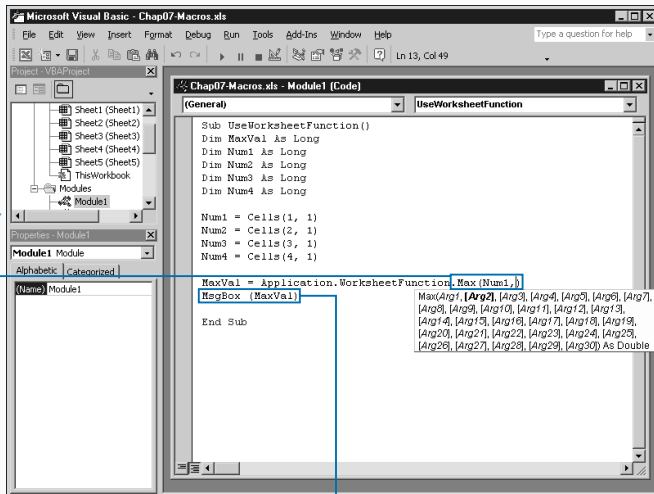 Microsoft Visual Basic - Chap07-Macros.xls
File Edit View Insert Format Debug Run Tools Add-Ins Window Help
Type a question for help
Ln 13, Col 49
Project - VBAProject
Sheet1 (Sheet1)
Sheet2 (Sheet2)
Sheet3 (Sheet3)
Sheet4 (Sheet4)
Sheet5 (Sheet5)
ThisWorkbook
Modules
Module1
Properties - Module1
Module1 Module
Alphabetic Categorized
(Name) Module1
Chap07-Macros.xls - Module1 (Code)
(General) UseWorksheetFunction
Sub UseWorksheetFunction()
Dim MaxVal As Long
Dim Num1 As Long
Dim Num2 As Long
Dim Num3 As Long
Dim Num4 As Long
Num1 = Cells(1, 1)
Num2 = Cells(2, 1)
Num3 = Cells(3, 1)
Num4 = Cells(4, 1)
MaxVal = Application.WorksheetFunction.Max(Num1,)
MsgBox (MaxVal)
Max(Arg1, [Arg2], [Arg3], [Arg4], [Arg5], [Arg6], [Arg7],
[Arg8], [Arg9], [Arg10], [Arg11], [Arg12], [Arg13],
[Arg14], [Arg15], [Arg16], [Arg17], [Arg18], [Arg19],
[Arg20], [Arg21], [Arg22], [Arg23], [Arg24], [Arg25],
[Arg26], [Arg27], [Arg28], [Arg29], [Arg30]) As Double
End Sub